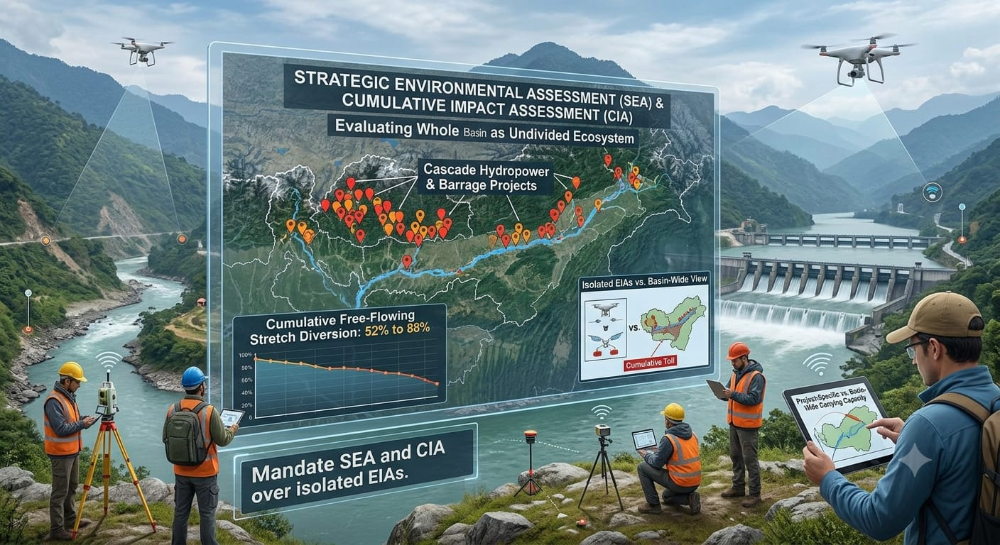 STRATEGIC ENVIRONMENTAL ASSESSMENT (SEA) &
CUMULATIVE IMPACT ASSESSMENT (CIA)
Evaluating Whole Basin as Undivided Ecosystem
Cascade Hydropower
& Barrage Projects
Isolated EIAs vs. Basin-Wide View
VS.
Cumulative Toll
Cumulative Free-Flowing
Stretch Diversion: 52% to 88%
100%
80%
60%
40%
20%
0
Mandate SEA and CIA
over isolated EIAs.
Specific vs.
Wide Carrying Capacity